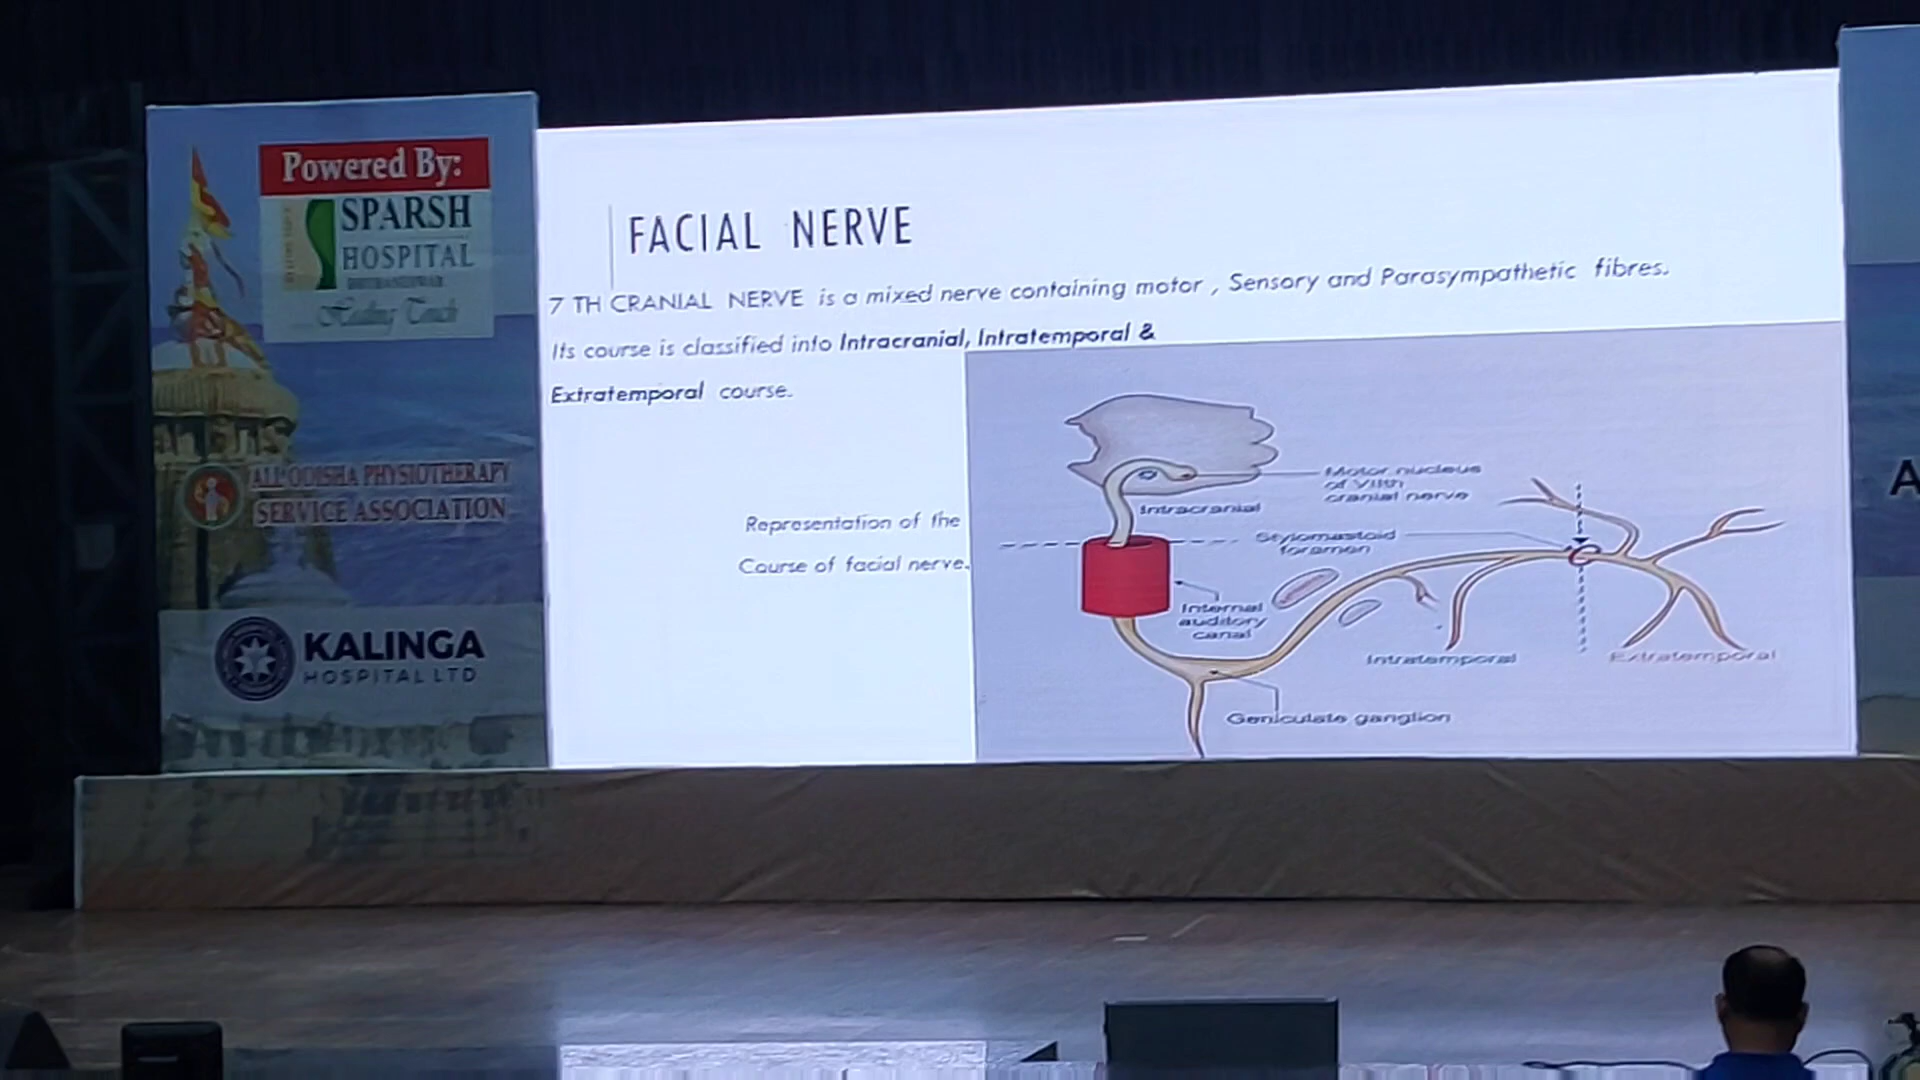 Powered By:
SPARSH
HOSPITAL
BHUBANESWAR
Healing Touch
ALL ODISHA PHYSIOTHERAPY
SERVICE ASSOCIATION
KALINGA
HOSPITAL LTD
FACIAL NERVE
7 TH CRANIAL NERVE is a mixed nerve containing motor , Sensory and Parasympathetic fibres.
Its course is classified into Intracranial, Intratemporal &
Extratemporal course.
Representation of the
Course of facial nerve.
Motor nucleus
of VIIth
cranial nerve
Intracranial
Stylomastoid
foramen
Internal
auditory
canal
Intratemporal
Extratemporal
Geniculate ganglion
A